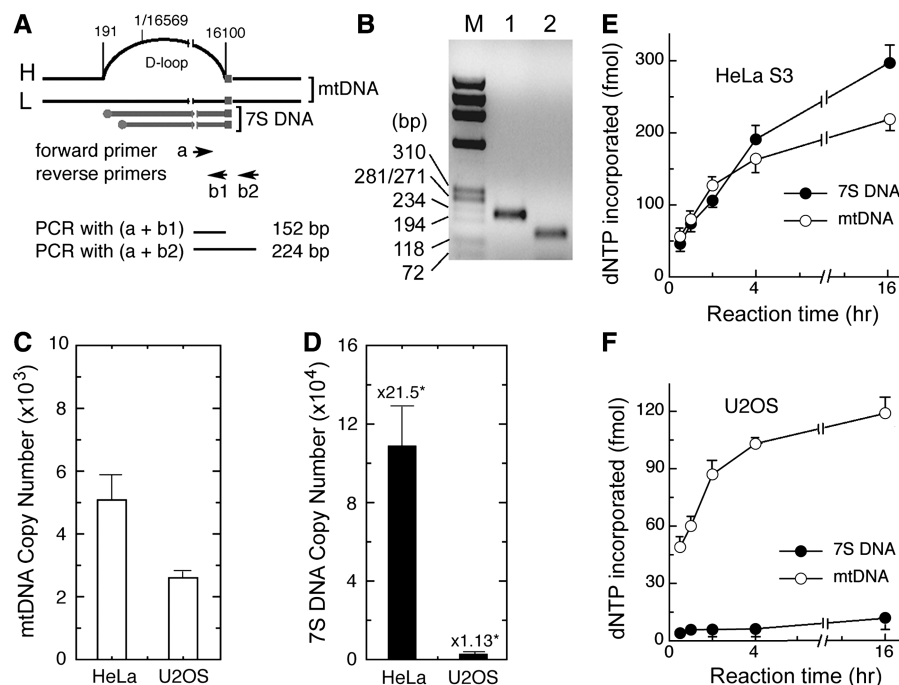 A
191
1/16569
16100
D-loop
H
L
mtDNA
7S DNA
forward primer a
reverse primers
b1 b2
PCR with (a + b1) 152 bp
PCR with (a + b2) 224 bp
B
M 1 2
(bp)
310
281/271
234
194
118
72
C
mtDNA Copy Number (x10³)
10
8
6
4
2
0
HeLa U2OS
D
7S DNA Copy Number (x10⁴)
16
12
8
4
0
x21.5*
x1.13*
HeLa U2OS
E
HeLa S3
dNTP incorporated (fmol)
300
200
100
0
7S DNA
mtDNA
0 4 16
Reaction time (hr)
F
U2OS
dNTP incorporated (fmol)
120
90
60
30
0
7S DNA
mtDNA
0 4 16
Reaction time (hr)